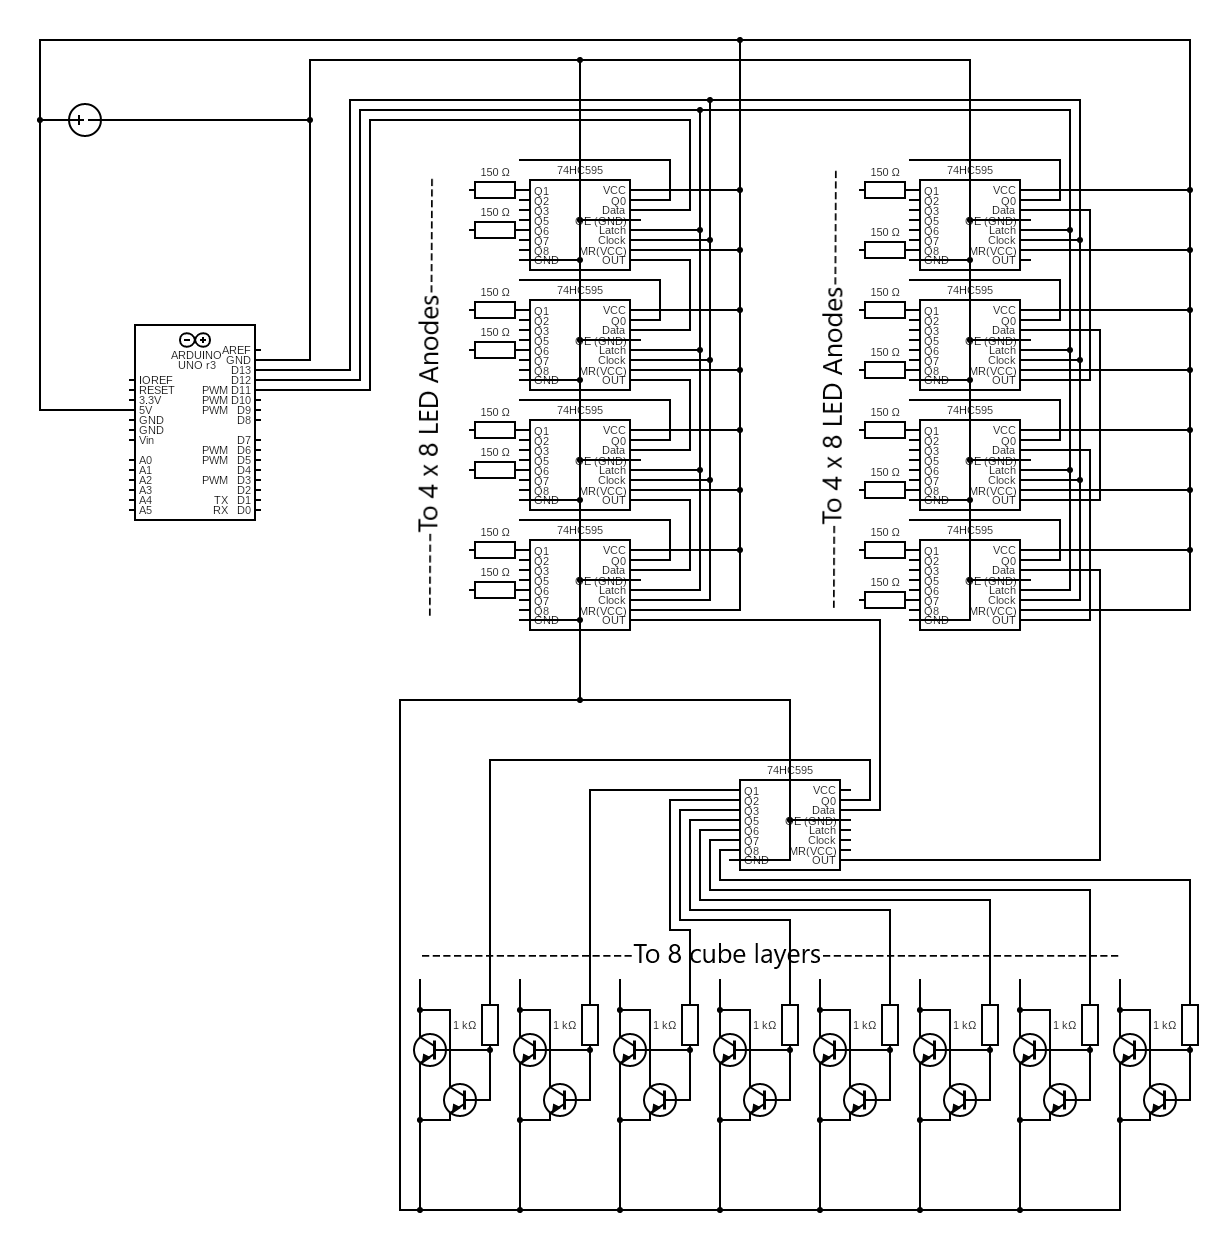 74HC595
150 Ω
150 Ω
Q1
Q2
Q3
Q5
Q6
Q7
Q8
GND
VCC
Q0
Data
OE (GND)
Latch
Clock
MR(VCC)
OUT
74HC595
150 Ω
150 Ω
Q1
Q2
Q3
Q5
Q6
Q7
Q8
GND
VCC
Q0
Data
OE (GND)
Latch
Clock
MR(VCC)
OUT
74HC595
150 Ω
150 Ω
Q1
Q2
Q3
Q5
Q6
Q7
Q8
GND
VCC
Q0
Data
OE (GND)
Latch
Clock
MR(VCC)
OUT
74HC595
150 Ω
150 Ω
Q1
Q2
Q3
Q5
Q6
Q7
Q8
GND
VCC
Q0
Data
OE (GND)
Latch
Clock
MR(VCC)
OUT
------To 4 x 8 LED Anodes--------
74HC595
150 Ω
150 Ω
Q1
Q2
Q3
Q5
Q6
Q7
Q8
GND
VCC
Q0
Data
OE (GND)
Latch
Clock
MR(VCC)
OUT
74HC595
150 Ω
150 Ω
Q1
Q2
Q3
Q5
Q6
Q7
Q8
GND
VCC
Q0
Data
OE (GND)
Latch
Clock
MR(VCC)
OUT
74HC595
150 Ω
150 Ω
Q1
Q2
Q3
Q5
Q6
Q7
Q8
GND
VCC
Q0
Data
OE (GND)
Latch
Clock
MR(VCC)
OUT
74HC595
150 Ω
150 Ω
Q1
Q2
Q3
Q5
Q6
Q7
Q8
GND
VCC
Q0
Data
OE (GND)
Latch
Clock
MR(VCC)
OUT
------To 4 x 8 LED Anodes--------
ARDUINO
UNO r3
IOREF
RESET
3.3V
5V
GND
GND
Vin
A0
A1
A2
A3
A4
A5
AREF
GND
D13
D12
PWM D11
PWM D10
PWM D9
D8
D7
PWM D6
PWM D5
D4
PWM D3
D2
TX D1
RX D0
74HC595
Q1
Q2
Q3
Q5
Q6
Q7
Q8
GND
VCC
Q0
Data
OE (GND)
Latch
Clock
MR(VCC)
OUT
---------------------To 8 cube layers-----------------------------
1 kΩ
1 kΩ
1 kΩ
1 kΩ
1 kΩ
1 kΩ
1 kΩ
1 kΩ